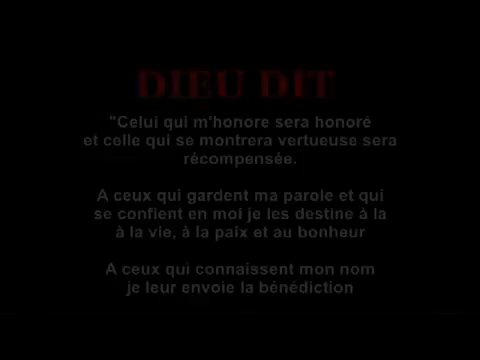 DIEU DIT
"Celui qui m'honore sera honoré
et celle qui se montrera vertueuse sera
récompensée.
A ceux qui gardent ma parole et qui
se confient en moi je les destine à la
à la vie, à la paix et au bonheur
A ceux qui connaissent mon nom
je leur envoie la bénédiction